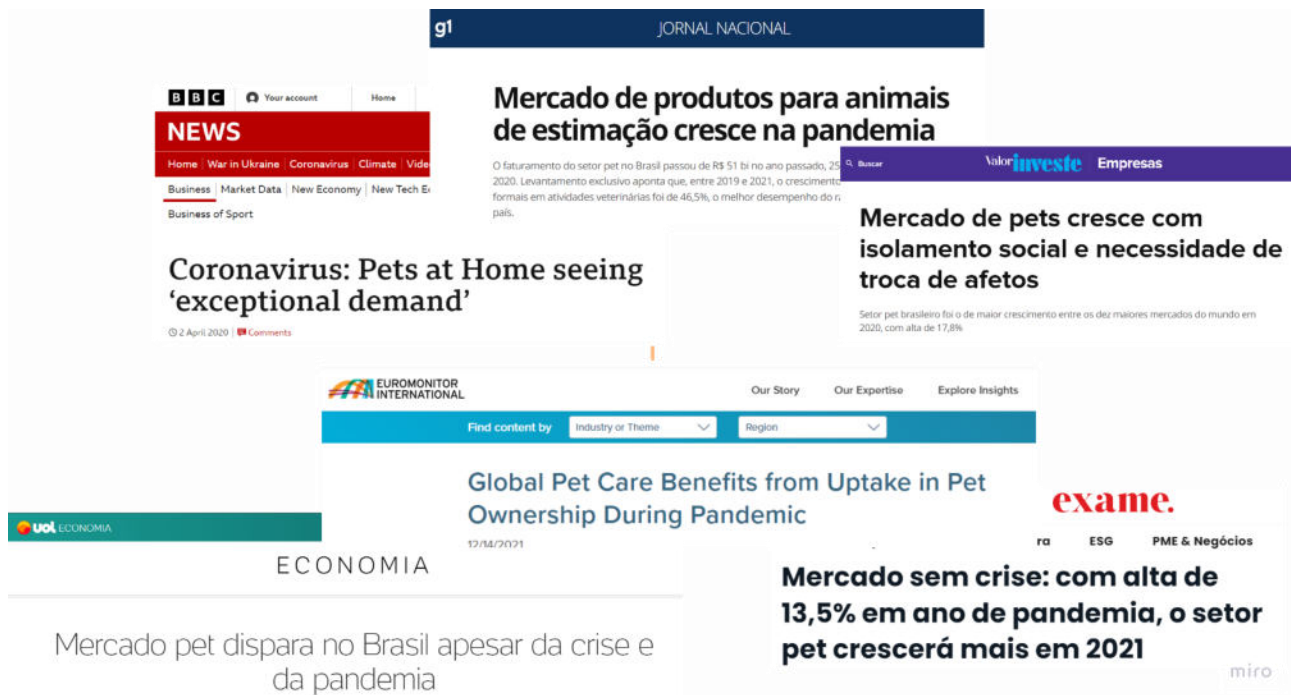 g1
JORNAL NACIONAL
Mercado de produtos para animais
de estimação cresce na pandemia
O faturamento do setor pet no Brasil passou de R$ 51 bi no ano passado, 25
2020. Levantamento exclusivo aponta que, entre 2019 e 2021, o crescimento
formais em atividades veterinárias foi de 46,5%, o melhor desempenho do
país.
BBC Your account Home
NEWS
Home War in Ukraine Coronavirus Climate Vide
Business Market Data New Economy New Tech
Business of Sport
Coronavirus: Pets at Home seeing
‘exceptional demand’
2 April 2020 Comments
Buscar Valor investe Empresas
Mercado de pets cresce com
isolamento social e necessidade de
troca de afetos
Setor pet brasileiro foi o de maior crescimento entre os dez maiores mercados do mundo em
2020, com alta de 17,8%
EUROMONITOR
INTERNATIONAL
Our Story Our Expertise Explore Insights
Find content by Industry or Theme Region
Global Pet Care Benefits from Uptake in Pet
Ownership During Pandemic
12/14/2021
UOL ECONOMIA
ECONOMIA
Mercado pet dispara no Brasil apesar da crise e
da pandemia
exame.
ra ESG PME & Negócios
Mercado sem crise: com alta de
13,5% em ano de pandemia, o setor
pet crescerá mais em 2021
miro